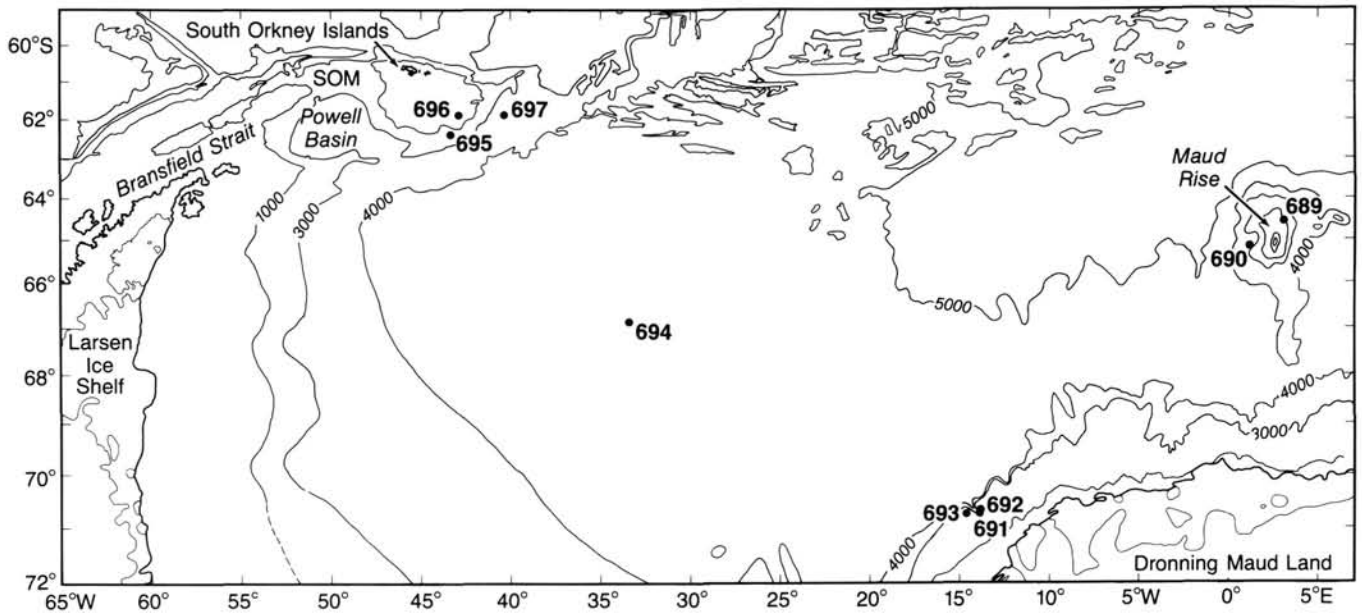 60°S
62°
64°
66°
68°
70°
72°
South Orkney Islands
SOM
Powell
Basin
Bransfield Strait
696
697
695
1000
3000
4000
5000
Maud
Rise
689
690
4000
5000
694
Larsen
Ice
Shelf
4000
3000
693
692
691
4000
Dronning Maud Land
65°W
60°
55°
50°
45°
40°
35°
30°
25°
20°
15°
10°
5°W
0°
5°E